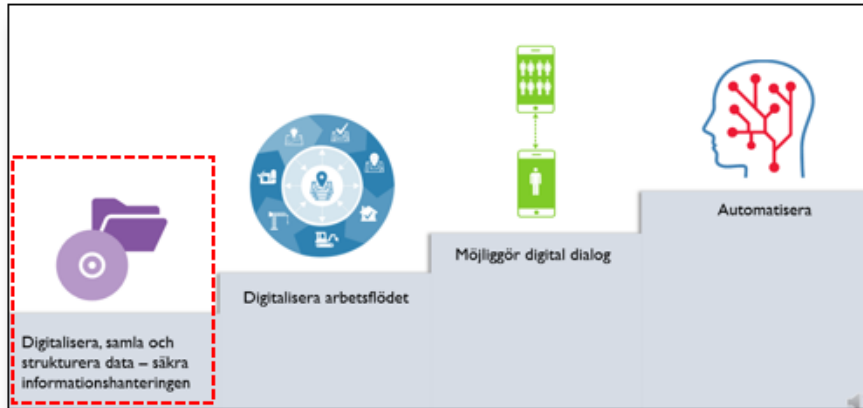 Digitalisera, samla och
strukturera data – säkra
informationshanteringen
Digitalisera arbetsflödet
Möjliggör digital dialog
Automatisera